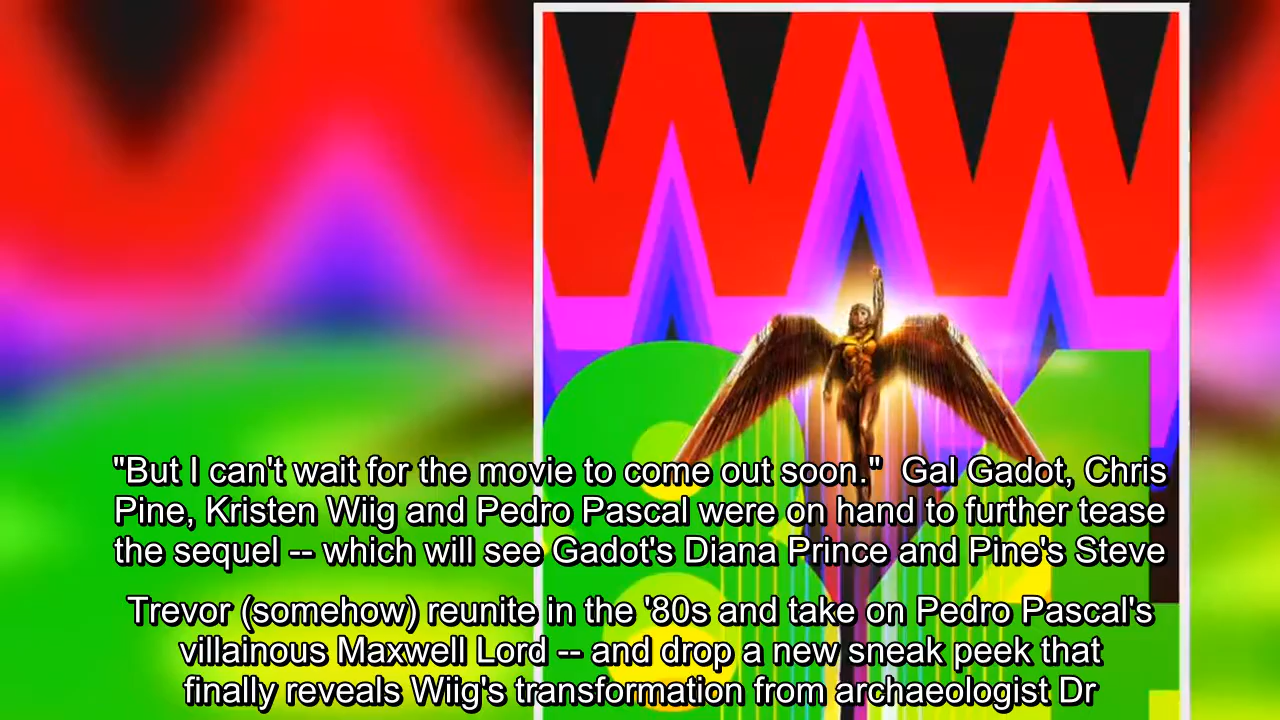 "But I can't wait for the movie to come out soon."  Gal Gadot, Chris
Pine, Kristen Wiig and Pedro Pascal were on hand to further tease
the sequel -- which will see Gadot's Diana Prince and Pine's Steve
Trevor (somehow) reunite in the '80s and take on Pedro Pascal's
villainous Maxwell Lord -- and drop a new sneak peek that
finally reveals Wiig's transformation from archaeologist Dr